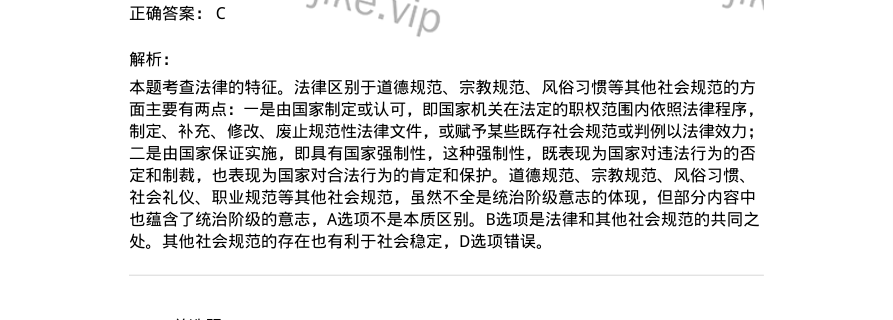 正确答案： C
jike.vip
解析：
本题考查法律的特征。法律区别于道德规范、宗教规范、风俗习惯等其他社会规范的方
面主要有两点：一是由国家制定或认可，即国家机关在法定的职权范围内依照法律程序，
制定、补充、修改、废止规范性法律文件，或赋予某些既存社会规范或判例以法律效力；
二是由国家保证实施，即具有国家强制性，这种强制性，既表现为国家对违法行为的否
定和制裁，也表现为国家对合法行为的肯定和保护。道德规范、宗教规范、风俗习惯、
社会礼仪、职业规范等其他社会规范，虽然不全是统治阶级意志的体现，但部分内容中
也蕴含了统治阶级的意志，A选项不是本质区别。B选项是法律和其他社会规范的共同之
处。其他社会规范的存在也有利于社会稳定，D选项错误。